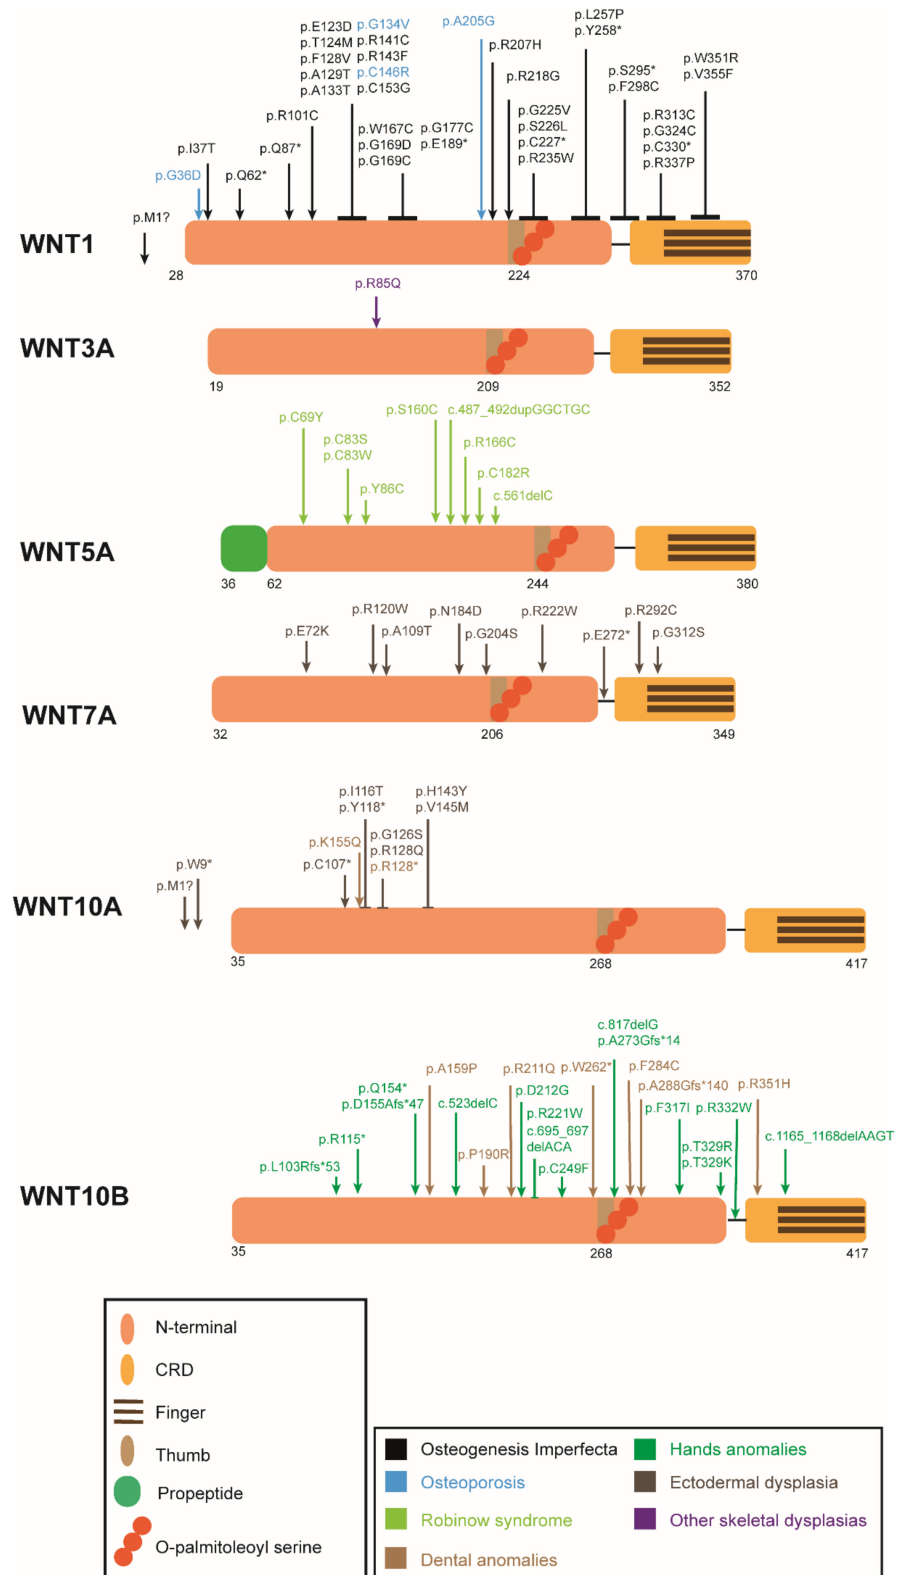 p.E123D
p.T124M
p.F128V
p.A129T
p.A133T
p.G134V
p.R141C
p.R143F
p.C146R
p.C153G
p.A205G
p.L257P
p.Y258*
p.R207H
p.R218G
p.S295*
p.F298C
p.W351R
p.V355F
p.R101C
p.W167C
p.G169D
p.G169C
p.G177C
p.E189*
p.G225V
p.S226L
p.C227*
p.R235W
p.R313C
p.G324C
p.C330*
p.R337P
p.I37T
p.Q87*
p.G36D
p.Q62*
p.M1?
WNT1
28
224
370
p.R85Q
WNT3A
19
209
352
p.C69Y
p.S160C
c.487_492dupGGCTGC
p.C83S
p.C83W
p.R166C
p.Y86C
p.C182R
c.561delC
WNT5A
36
62
244
380
p.E72K
p.R120W
p.A109T
p.N184D
p.G204S
p.R222W
p.E272*
p.R292C
p.G312S
WNT7A
32
206
349
p.I116T
p.Y118*
p.H143Y
p.V145M
p.K155Q
p.G126S
p.R128Q
p.R128*
p.C107*
p.W9*
p.M1?
WNT10A
35
268
417
c.817delG
p.A273Gfs*14
p.A159P
p.R211Q
p.W262*
p.F284C
p.Q154*
p.D155Afs*47
c.523delC
p.D212G
p.A288Gfs*140
p.R351H
p.R221W
c.695_697
delACA
p.F317I
p.R332W
p.R115*
p.L103Rfs*53
p.P190R
p.C249F
p.T329R
p.T329K
c.1165_1168delAAGT
WNT10B
35
268
417
N-terminal
CRD
Finger
Thumb
Propeptide
O-palmitoleoyl serine
Osteogenesis Imperfecta
Osteoporosis
Robinow syndrome
Dental anomalies
Hands anomalies
Ectodermal dysplasia
Other skeletal dysplasias